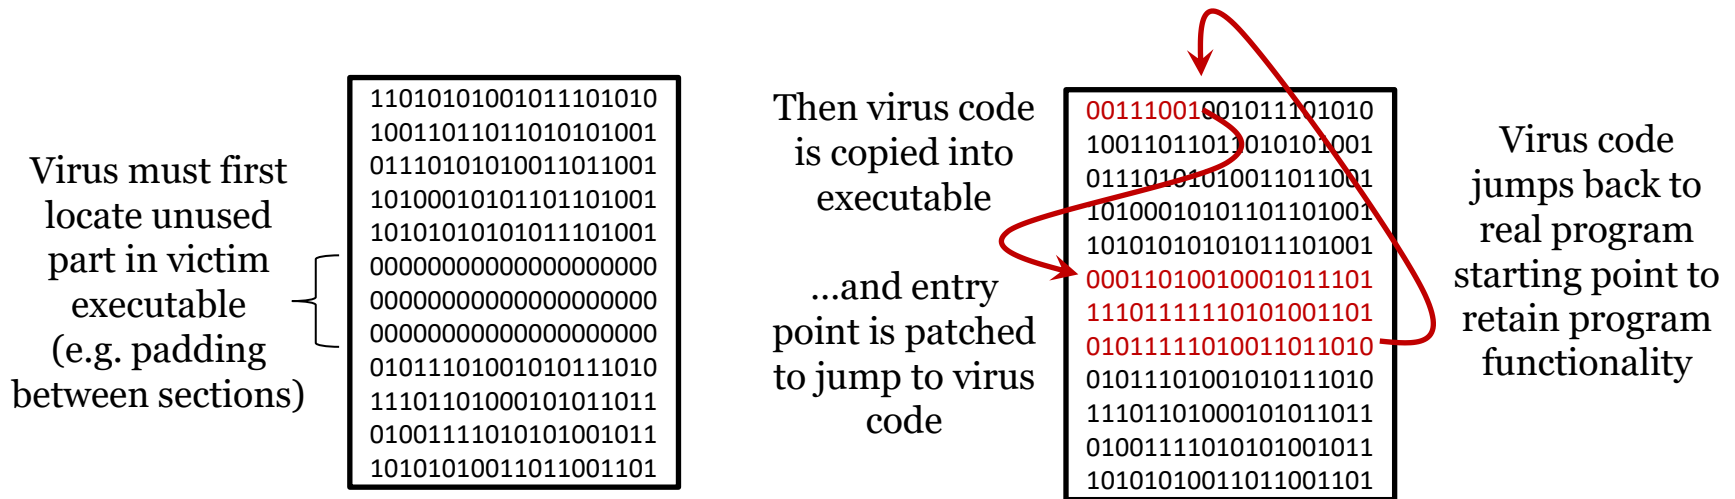 Virus must first
locate unused
part in victim
executable
(e.g. padding
between sections)
11010101001011101010
10011011011010101001
01110101010011011001
10100010101101101001
10101010101011101001
00000000000000000000
00000000000000000000
00000000000000000000
01011101001010111010
11101101000101011011
01001111010101001011
10101010011011001101
Then virus code
is copied into
executable
...and entry
point is patched
to jump to virus
code
00111001001011101010
10011011011010101001
01110101010011011001
10100010101101101001
10101010101011101001
00011010010001011101
11101111110101001101
01011111010011011010
01011101001010111010
11101101000101011011
01001111010101001011
10101010011011001101
Virus code
jumps back to
real program
starting point to
retain program
functionality